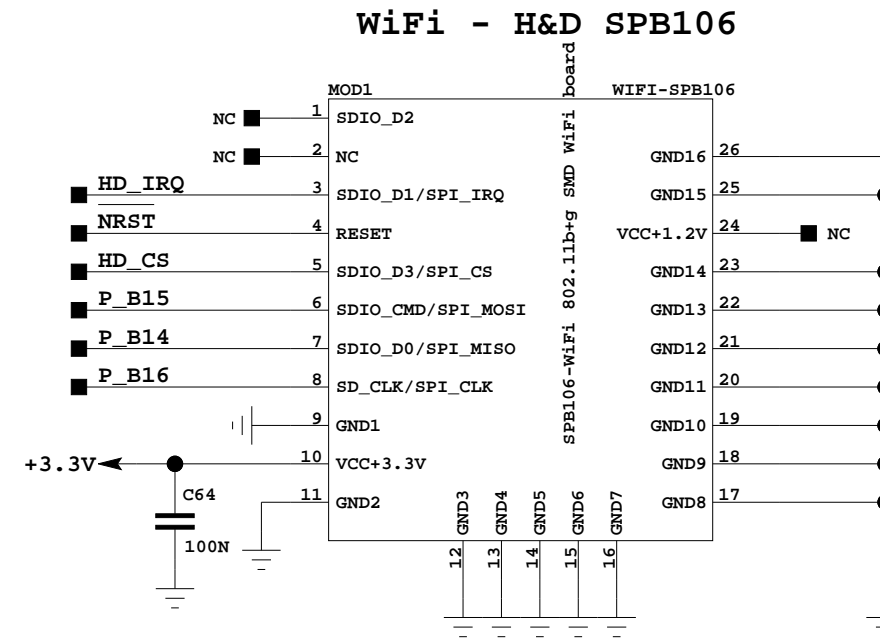 WiFi - H&D SPB106
MOD1
WIFI-SPB106
NC 1 SDIO_D2
NC 2 NC
HD_IRQ 3 SDIO_D1/SPI_IRQ
NRST 4 RESET
HD_CS 5 SDIO_D3/SPI_CS
P_B15 6 SDIO_CMD/SPI_MOSI
P_B14 7 SDIO_D0/SPI_MISO
P_B16 8 SD_CLK/SPI_CLK
9 GND1
+3.3V 10 VCC+3.3V
11 GND2
C64
100N
SPB106-WiFi 802.11b+g SMD WiFi board
GND16 26
GND15 25
VCC+1.2V 24 NC
GND14 23
GND13 22
GND12 21
GND11 20
GND10 19
GND9 18
GND8 17
GND3 GND4 GND5 GND6 GND7
12 13 14 15 16